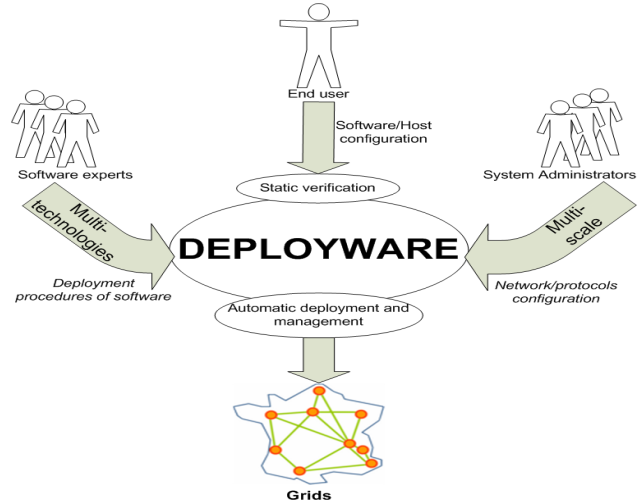 End user
Software/Host
configuration
Software experts
System Administrators
Static verification
Multi-
technologies
Multi-
scale
DEPLOYWARE
Deployment
procedures of software
Network/protocols
configuration
Automatic deployment and
management
Grids